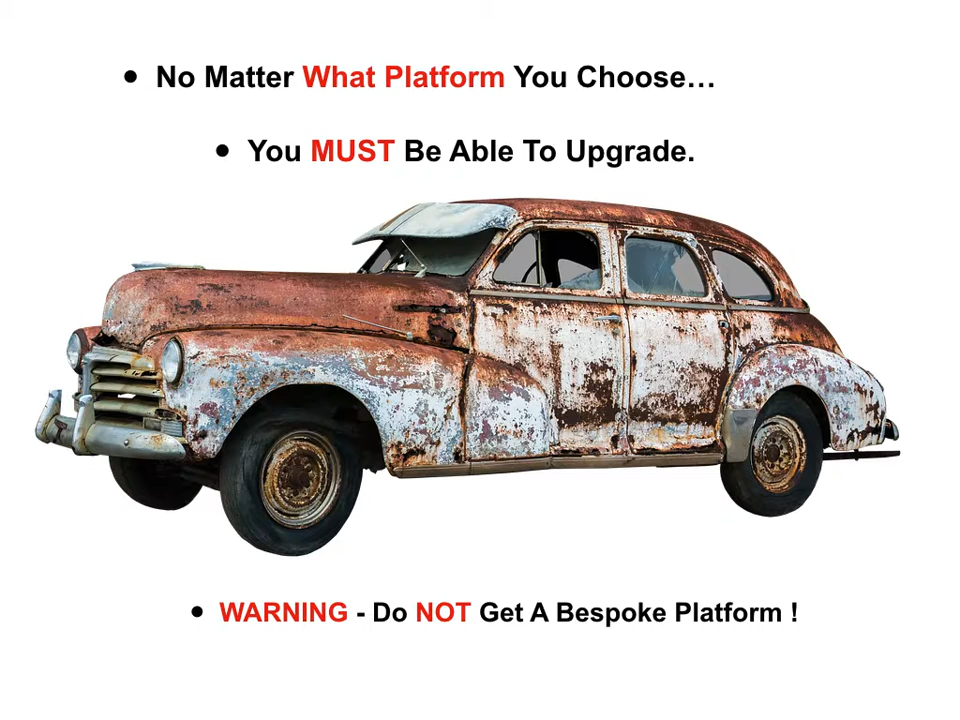 • No Matter What Platform You Choose…
• You MUST Be Able To Upgrade.
• WARNING - Do NOT Get A Bespoke Platform !